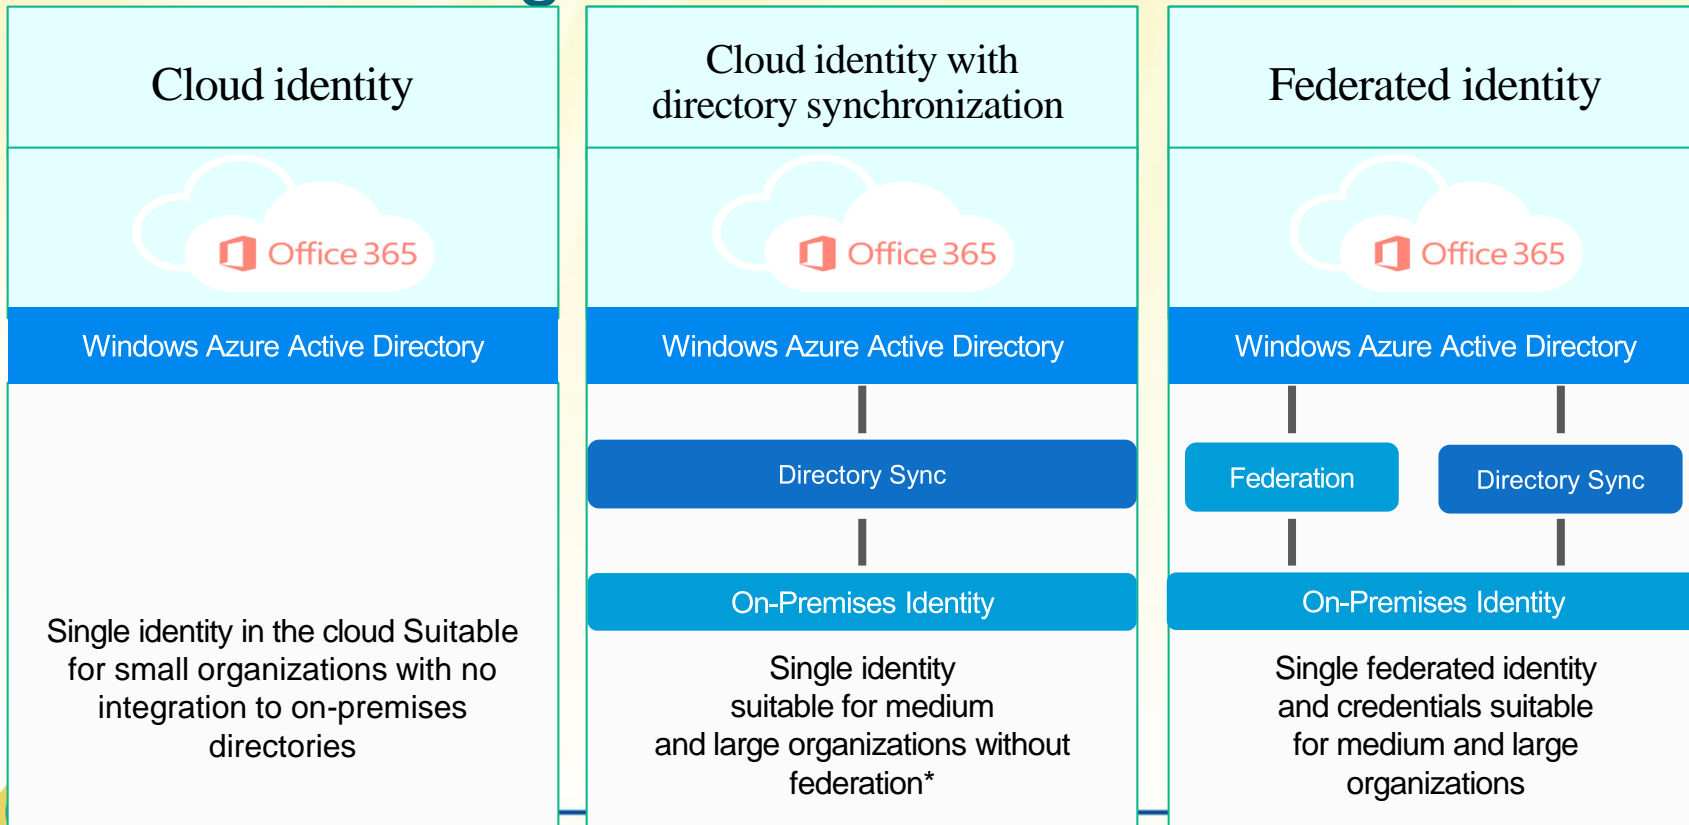 Cloud identity
Office 365
Windows Azure Active Directory
Single identity in the cloud Suitable
for small organizations with no
integration to on-premises
directories
Cloud identity with
directory synchronization
Office 365
Windows Azure Active Directory
Directory Sync
On-Premises Identity
Single identity
suitable for medium
and large organizations without
federation*
Federated identity
Office 365
Windows Azure Active Directory
Federation
Directory Sync
On-Premises Identity
Single federated identity
and credentials suitable
for medium and large
organizations